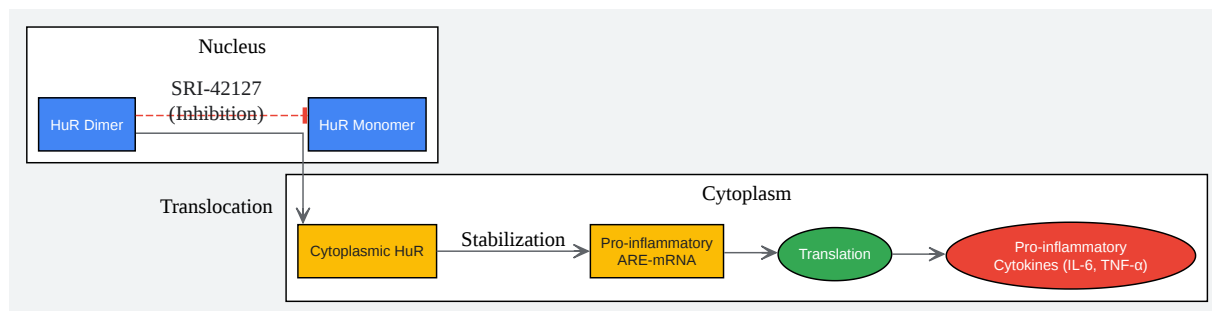 Nucleus
SRI-42127
(Inhibition)
HuR Dimer
HuR Monomer
Translocation
Cytoplasm
Cytoplasmic HuR
Stabilization
Pro-inflammatory
ARE-mRNA
Translation
Pro-inflammatory
Cytokines (IL-6, TNF-α)